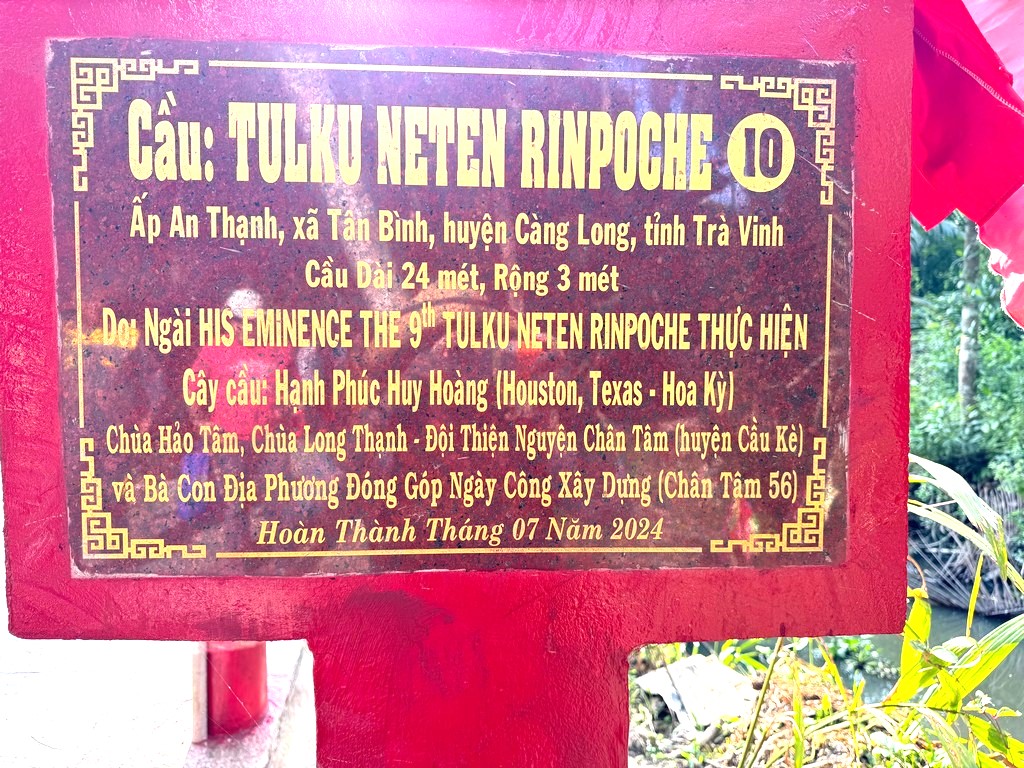 Cầu: TULKU NETEN RINPOCHE 10
Ấp An Thạnh, xã Tân Bình, huyện Càng Long, tỉnh Trà Vinh
Cầu Dài 24 mét, Rộng 3 mét
Do: Ngài HIS EMINENCE THE 9th TULKU NETEN RINPOCHE THỰC HIỆN
Cây cầu: Hạnh Phúc Huy Hoàng (Houston, Texas - Hoa Kỳ)
Chùa Hảo Tâm, Chùa Long Thạnh - Đội Thiện Nguyện Chân Tâm (huyện Cầu Kè)
và Bà Con Địa Phương Đóng Góp Ngày Công Xây Dưng (Chân Tâm 56)
Hoàn Thành Tháng 07 Năm 2024